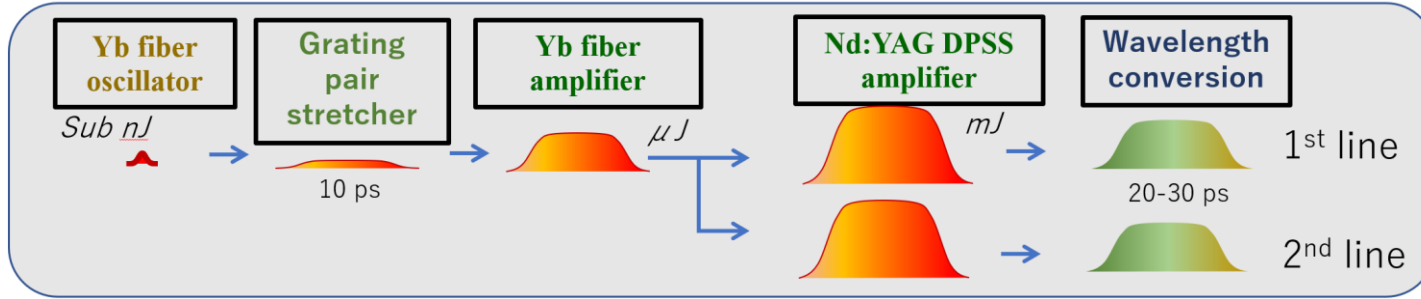 Yb fiber
oscillator
Grating
pair
stretcher
Yb fiber
amplifier
Nd:YAG DPSS
amplifier
Wavelength
conversion
Sub nJ
μJ
mJ
10 ps
20-30 ps
1st line
2nd line